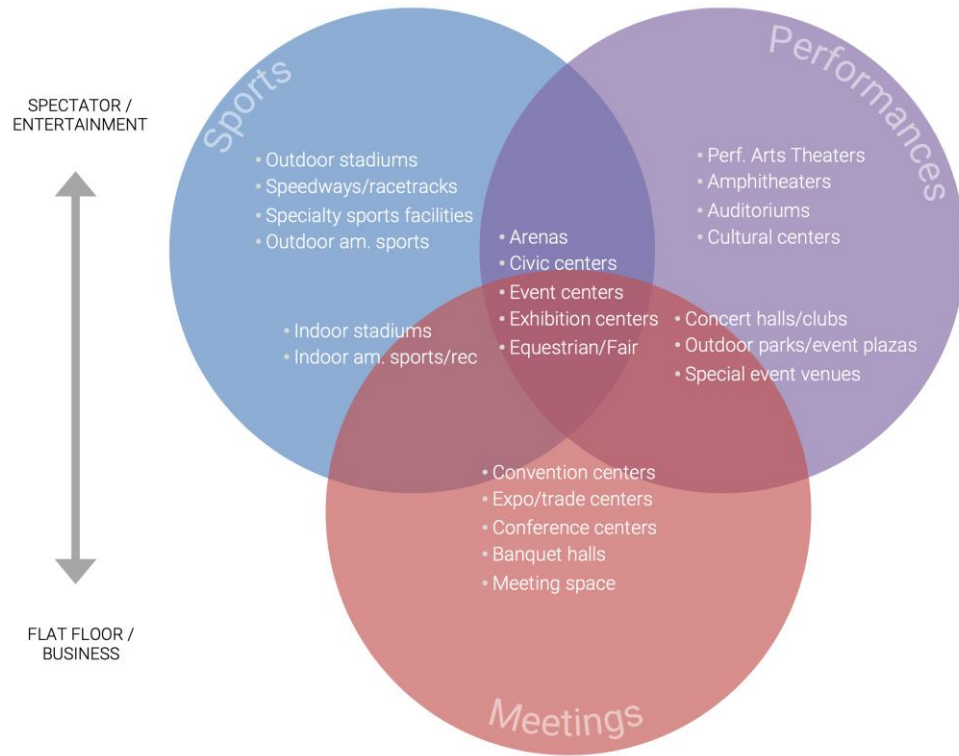 Sports
Performances
SPECTATOR /
ENTERTAINMENT
• Outdoor stadiums
• Speedways/racetracks
• Specialty sports facilities
• Outdoor am. sports
• Perf. Arts Theaters
• Amphitheaters
• Auditoriums
• Cultural centers
• Arenas
• Civic centers
• Event centers
• Exhibition centers
• Equestrian/Fair
• Indoor stadiums
• Indoor am. sports/rec
• Concert halls/clubs
• Outdoor parks/event plazas
• Special event venues
• Convention centers
• Expo/trade centers
• Conference centers
• Banquet halls
• Meeting space
FLAT FLOOR /
BUSINESS
Meetings